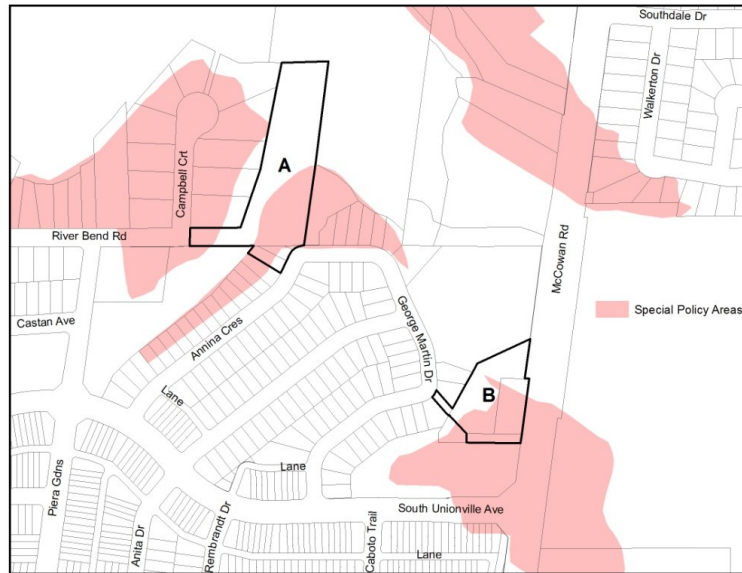 Southdale Dr
Walkerton Dr
Campbell Crt
A
River Bend Rd
McCowan Rd
Special Policy Areas
Castan Ave
Annina Cres
George Martin Dr
Lane
B
Lane
Piera Gdns
Anita Dr
Rembrandt Dr
South Unionville Ave
Caboto Trail
Lane